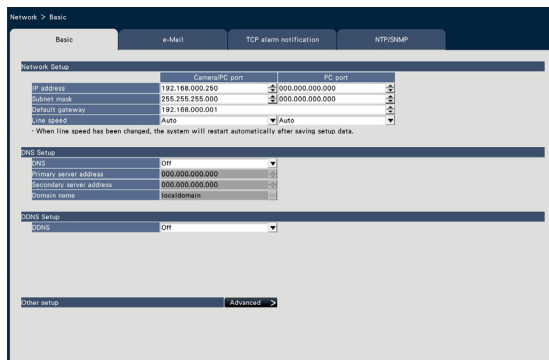 Network > Basic
Basic e-Mail TCP alarm notification NTP/SNMP
Network Setup
Camera/PC port PC port
IP address 192.168.000.250 000.000.000.000
Subnet mask 255.255.255.000 000.000.000.000
Default gateway 192.168.000.001
Line speed Auto Auto
・When line speed has been changed, the system will restart automatically after saving setup data.
DNS Setup
DNS Off
Primary server address 000.000.000.000
Secondary server address 000.000.000.000
Domain name localdomain
DDNS Setup
DDNS Off
Other setup Advanced >